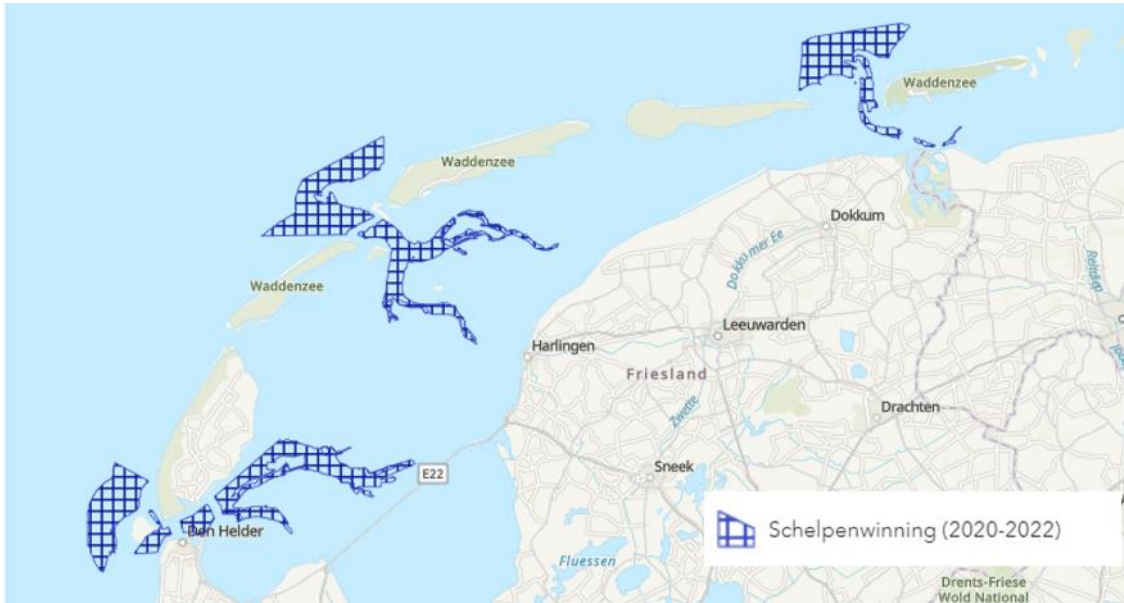 Waddenzee
Waddenzee
Dokkum
Dokkumer Ee
Reitdiep
Waddenzee
Leeuwarden
Harlingen
Friesland
Zwette
Drachten
E22
Sneek
Den Helder
Schelpenwinning (2020-2022)
Fluessen
Drents-Friese
Wold National